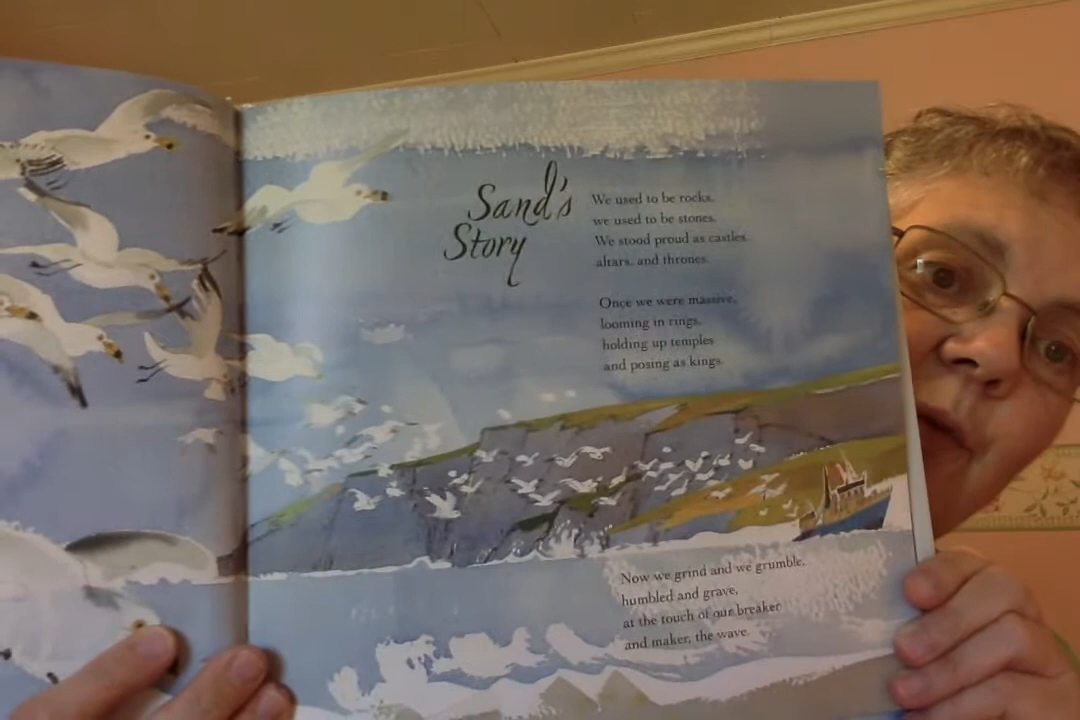 Sand's
Story
We used to be rocks,
we used to be stones.
We stood proud as castles,
altars, and thrones.
Once we were massive,
looming in rings,
holding up temples
and posing as kings.
Now we grind and we grumble,
humbled and grave,
at the touch of our breaker
and maker, the wave.